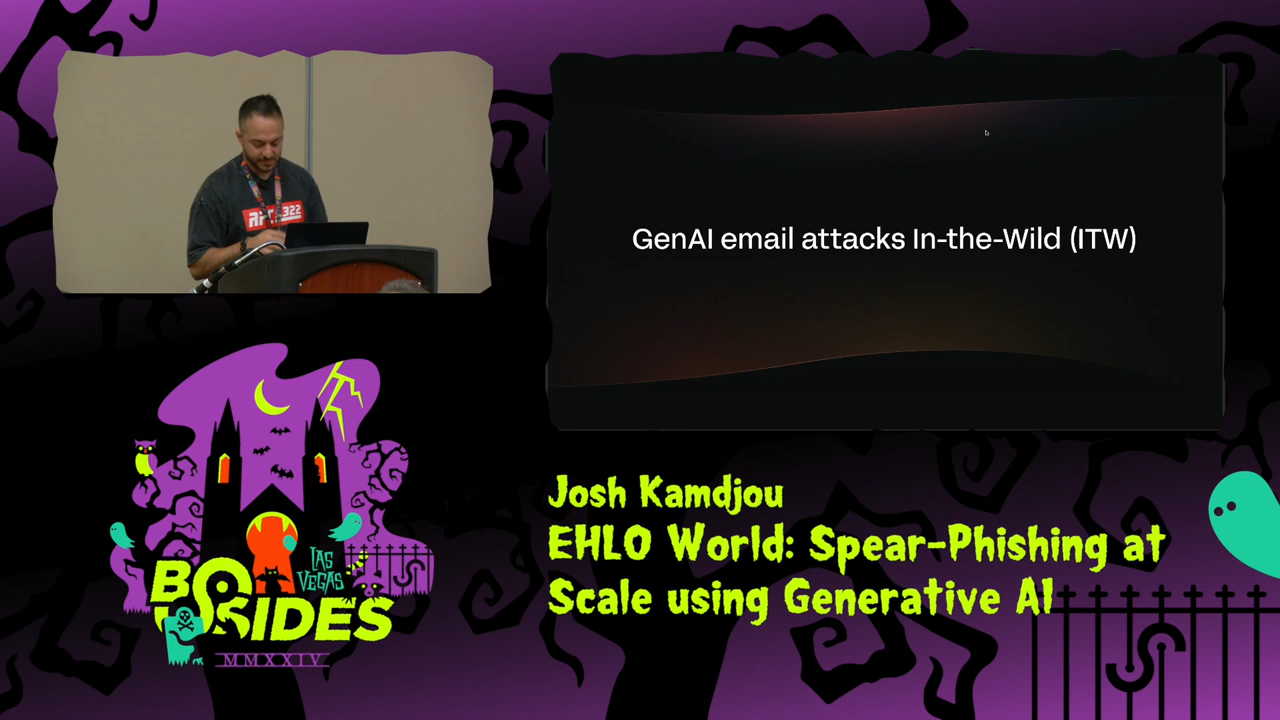 GenAI email attacks In-the-Wild (ITW)
Josh Kamdjou
EHLO World: Spear-Phishing at
Scale using Generative AI
LAS
VEGAS
BSIDES
MMXXIV